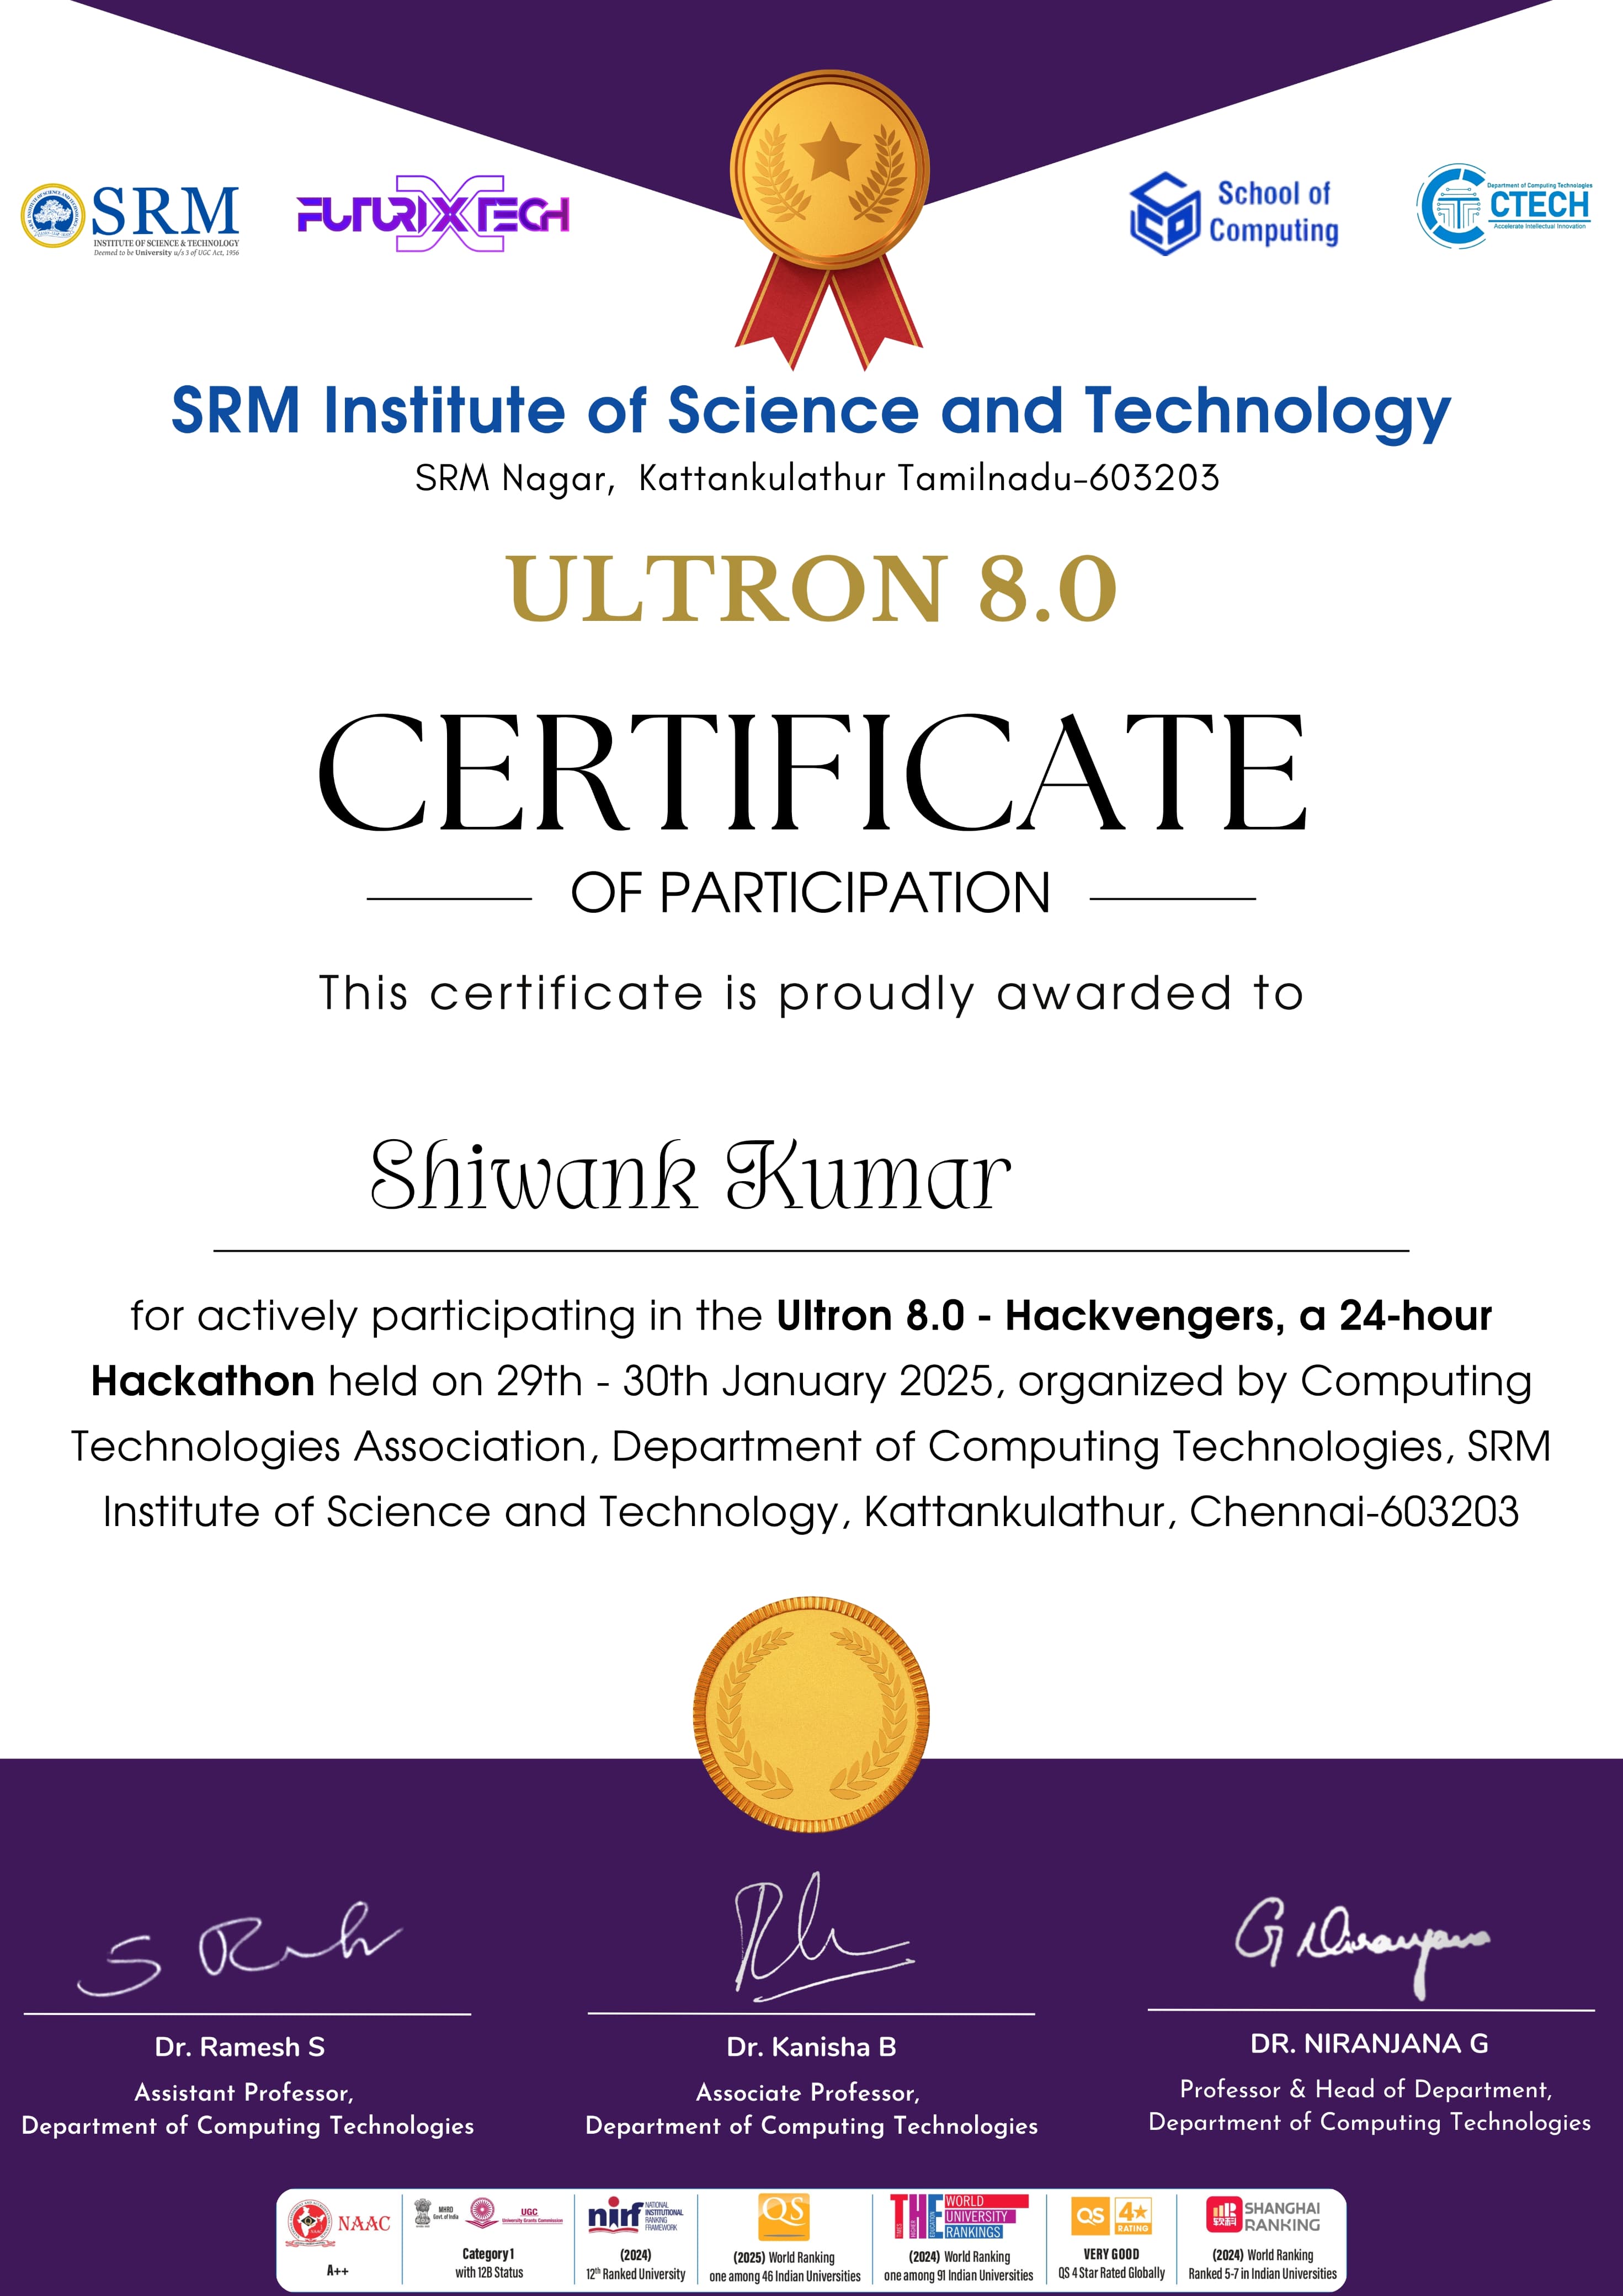 SRM
INSTITUTE OF SCIENCE & TECHNOLOGY
Deemed to be University u/s 3 of UGC Act, 1956
FUTURIXTECH
School of
Computing
Department of Computing Technologies
CTECH
Accelerate Intellectual Innovation
SRM Institute of Science and Technology
SRM Nagar, Kattankulathur Tamilnadu-603203
ULTRON 8.0
CERTIFICATE
OF PARTICIPATION
This certificate is proudly awarded to
Shiwank Kumar
for actively participating in the Ultron 8.0 - Hackvengers, a 24-hour
Hackathon held on 29th - 30th January 2025, organized by Computing
Technologies Association, Department of Computing Technologies, SRM
Institute of Science and Technology, Kattankulathur, Chennai-603203
Dr. Ramesh S
Assistant Professor,
Department of Computing Technologies
Dr. Kanisha B
Associate Professor,
Department of Computing Technologies
G Niranjana
DR. NIRANJANA G
Professor & Head of Department,
Department of Computing Technologies
NAAC
A++
MHRD
Govt. of India
UGC
University Grants Commission
Category 1
with 12B Status
nirf
NATIONAL
INSTITUTIONAL
RANKING
FRAMEWORK
(2024)
12th Ranked University
QS
(2025) World Ranking
one among 46 Indian Universities
TIMES HIGHER EDUCATION
WORLD
UNIVERSITY
RANKINGS
(2024) World Ranking
one among 91 Indian Universities
QS 4★
RATING
VERY GOOD
QS 4 Star Rated Globally
软科
SHANGHAI
RANKING
(2024) World Ranking
Ranked 5-7 in Indian Universities